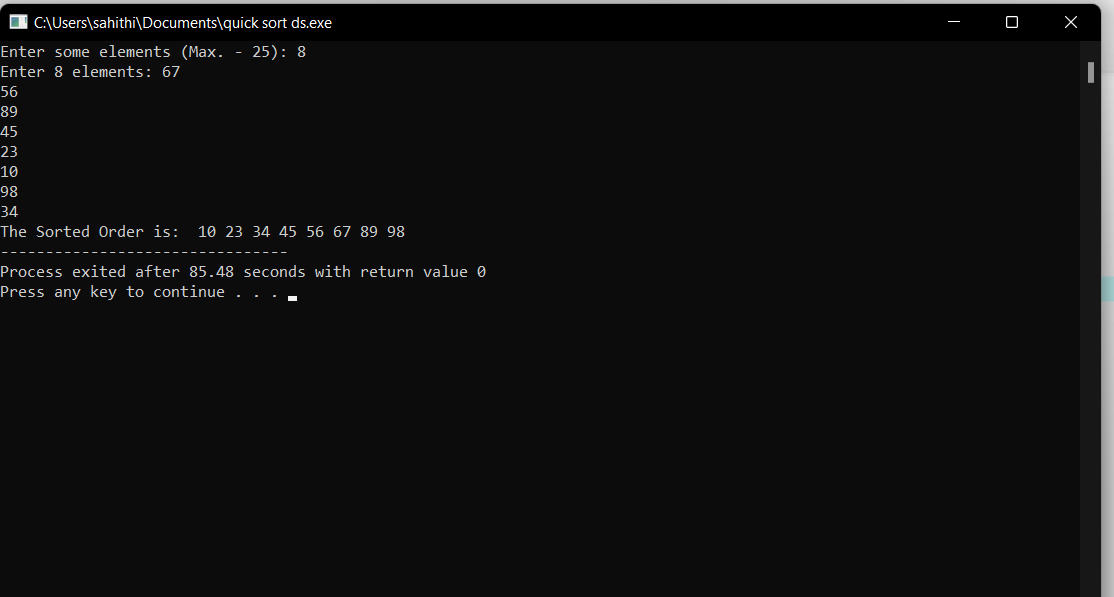 C:\Users\sahithi\Documents\quick sort ds.exe
Enter some elements (Max. - 25): 8
Enter 8 elements: 67
56
89
45
23
10
98
34
The Sorted Order is:  10 23 34 45 56 67 89 98
--------------------------------
Process exited after 85.48 seconds with return value 0
Press any key to continue . . .